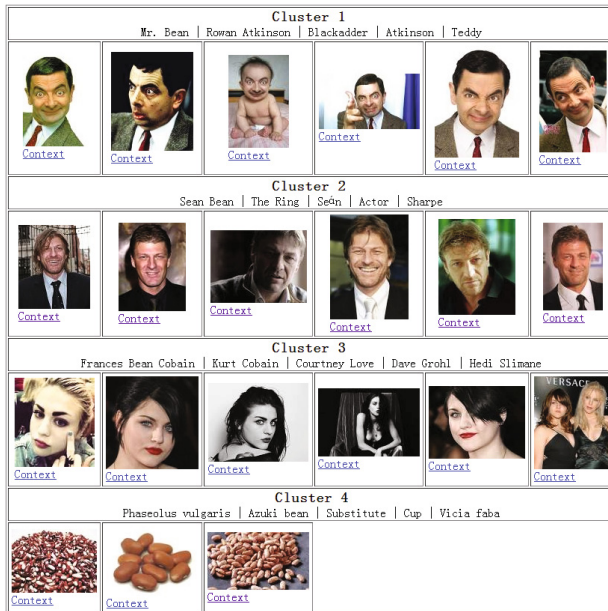 Cluster 1
Mr. Bean | Rowan Atkinson | Blackadder | Atkinson | Teddy
Context Context Context Context Context Context
Cluster 2
Sean Bean | The Ring | Seán | Actor | Sharpe
Context Context Context Context Context Context
Cluster 3
Frances Bean Cobain | Kurt Cobain | Courtney Love | Dave Grohl | Hedi Slimane
VERSACE
Context Context Context Context Context Context
Cluster 4
Phaseolus vulgaris | Azuki bean | Substitute | Cup | Vicia faba
Context Context Context